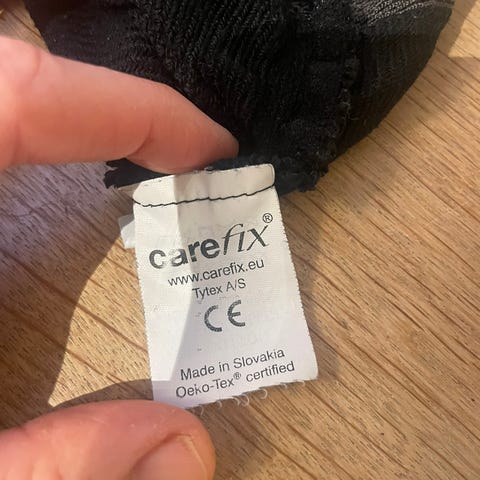 carefix®
www.carefix.eu
Tytex A/S
CE
Made in Slovakia
Oeko-Tex® certified